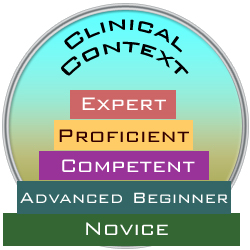 Clinical
Context
Expert
Proficient
Competent
Advanced Beginner
Novice